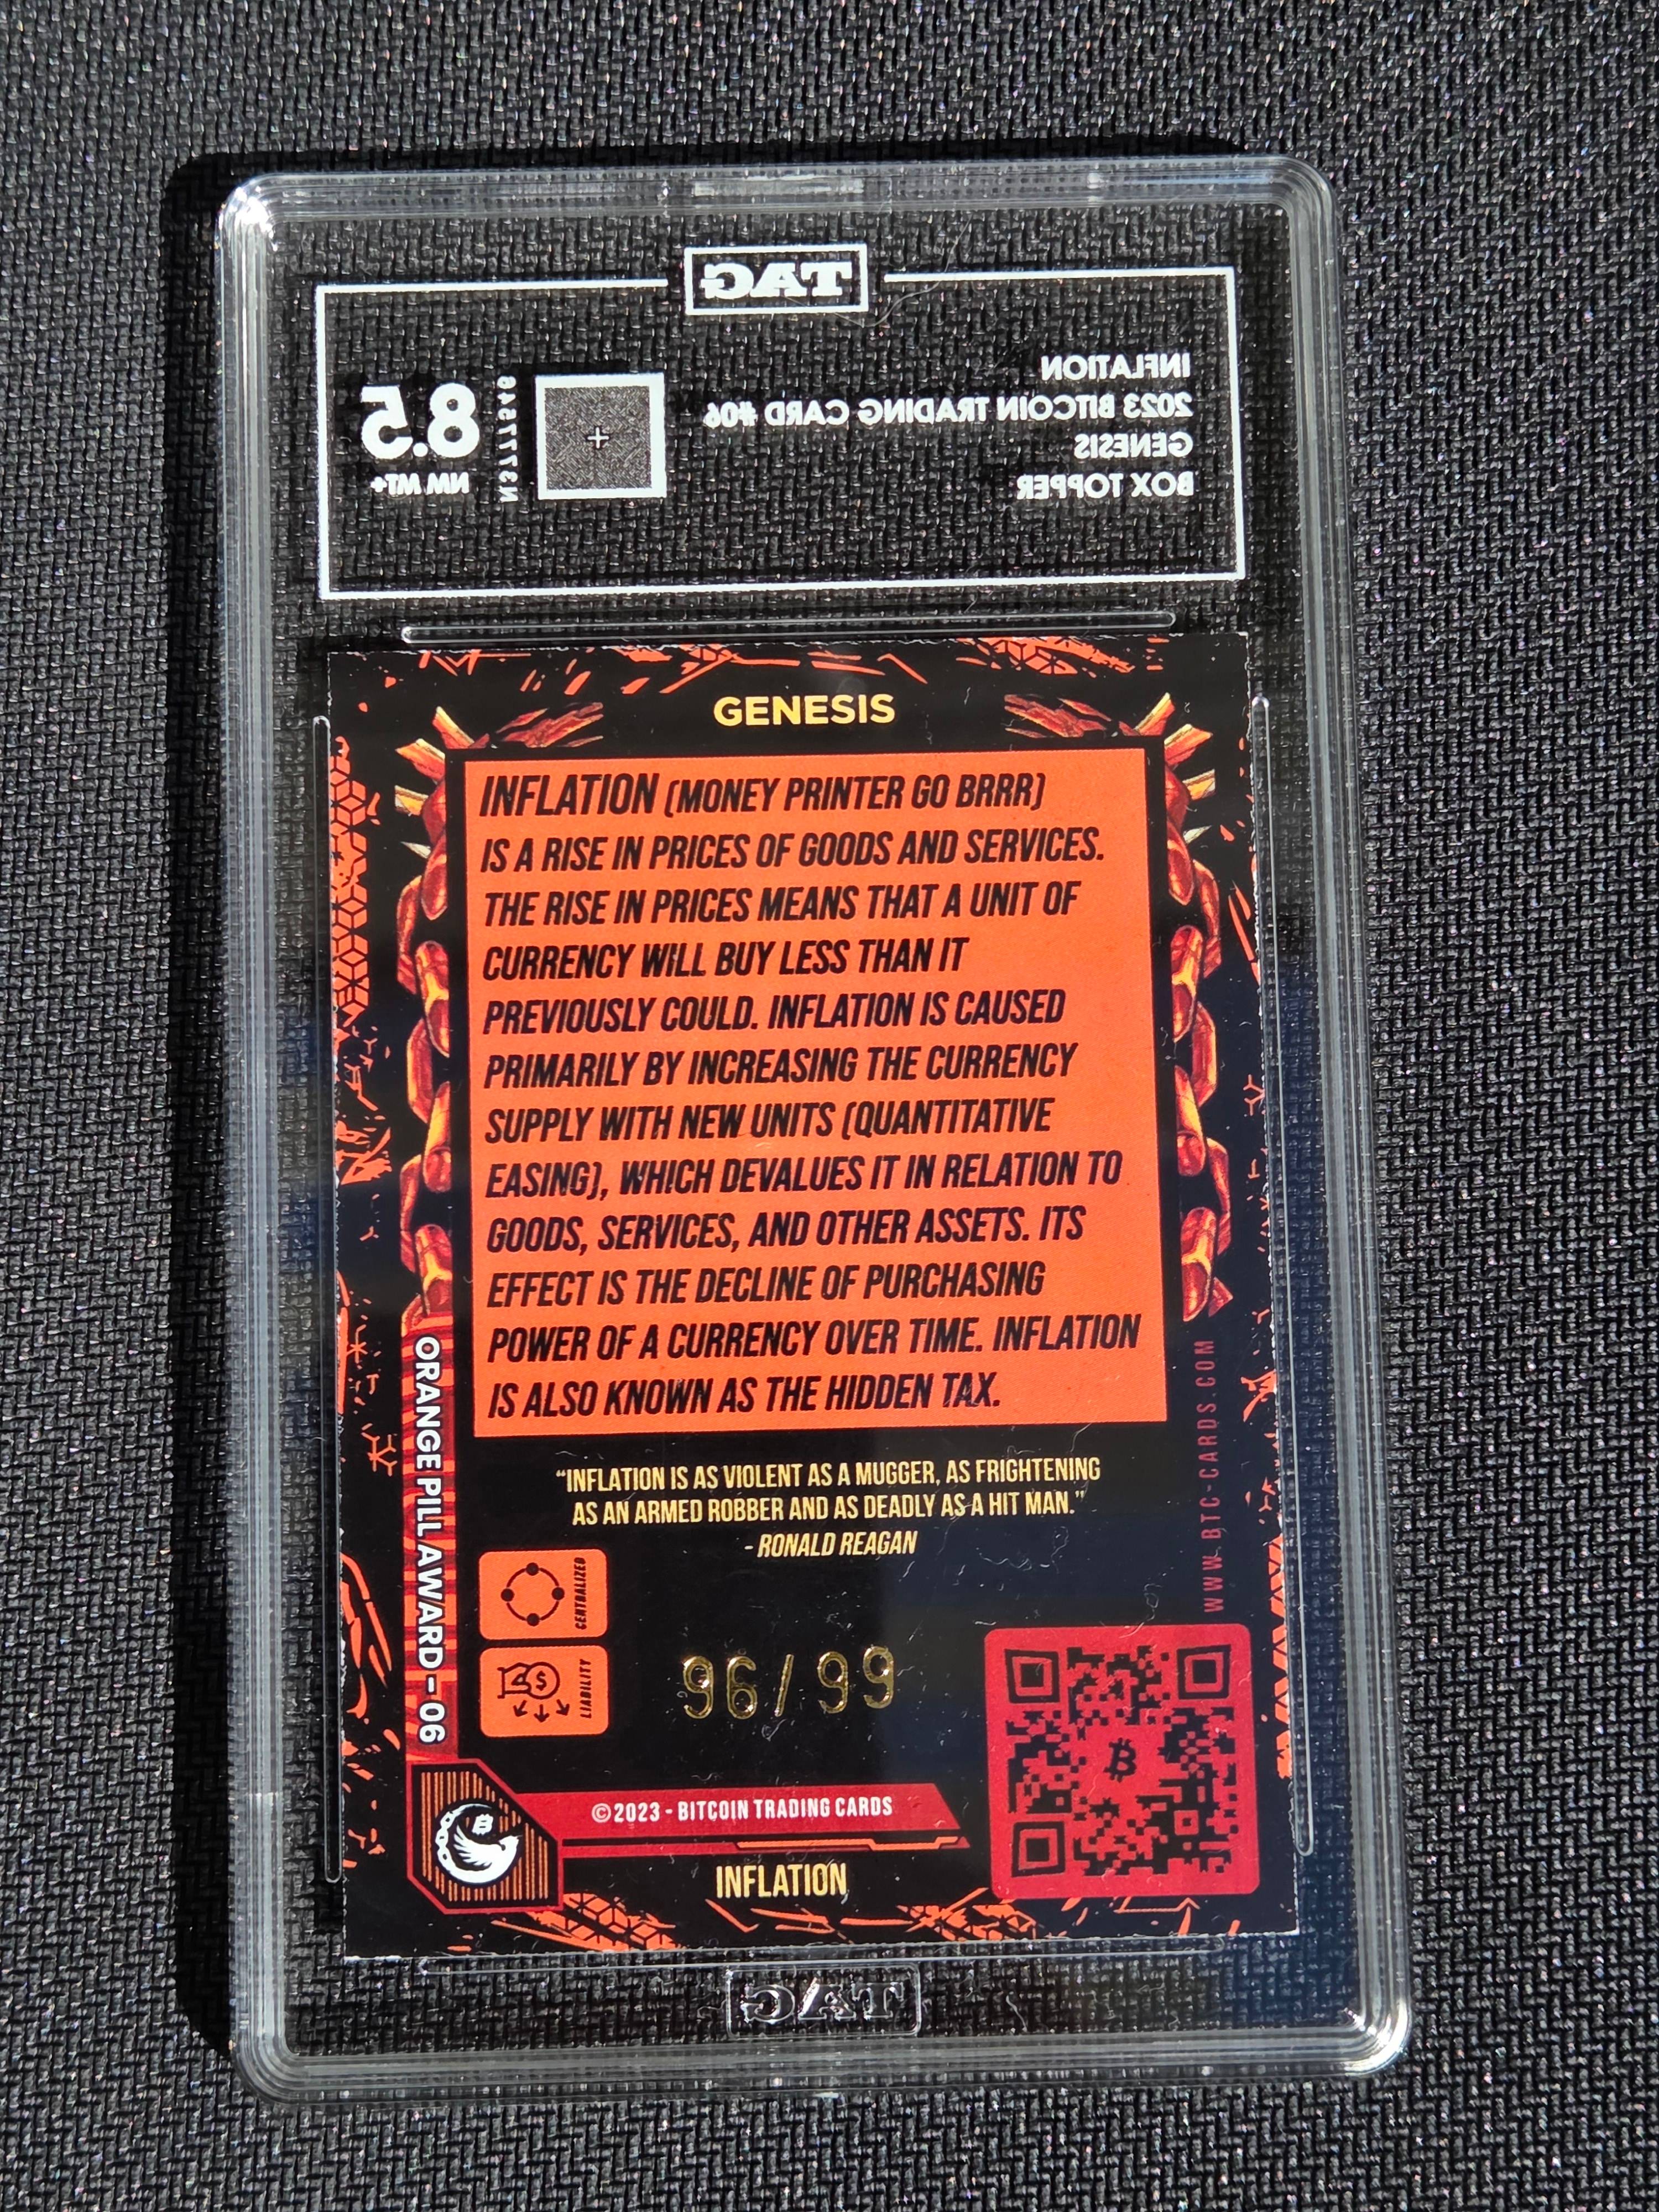 TAG
INFLATION
2023 BITCOIN TRADING CARD #06
GENESIS
BOX TOPPER
N3777546
8.5
NM MT+
GENESIS
INFLATION (MONEY PRINTER GO BRRR)
IS A RISE IN PRICES OF GOODS AND SERVICES.
THE RISE IN PRICES MEANS THAT A UNIT OF
CURRENCY WILL BUY LESS THAN IT
PREVIOUSLY COULD. INFLATION IS CAUSED
PRIMARILY BY INCREASING THE CURRENCY
SUPPLY WITH NEW UNITS (QUANTITATIVE
EASING), WHICH DEVALUES IT IN RELATION TO
GOODS, SERVICES, AND OTHER ASSETS. ITS
EFFECT IS THE DECLINE OF PURCHASING
POWER OF A CURRENCY OVER TIME. INFLATION
IS ALSO KNOWN AS THE HIDDEN TAX.
"INFLATION IS AS VIOLENT AS A MUGGER, AS FRIGHTENING
AS AN ARMED ROBBER AND AS DEADLY AS A HIT MAN."
- RONALD REAGAN
ORANGE PILL AWARD - 06
WWW.BTC-CARDS.COM
CENTRALIZED
LIABILITY
96/99
©2023 - BITCOIN TRADING CARDS
INFLATION
TAG